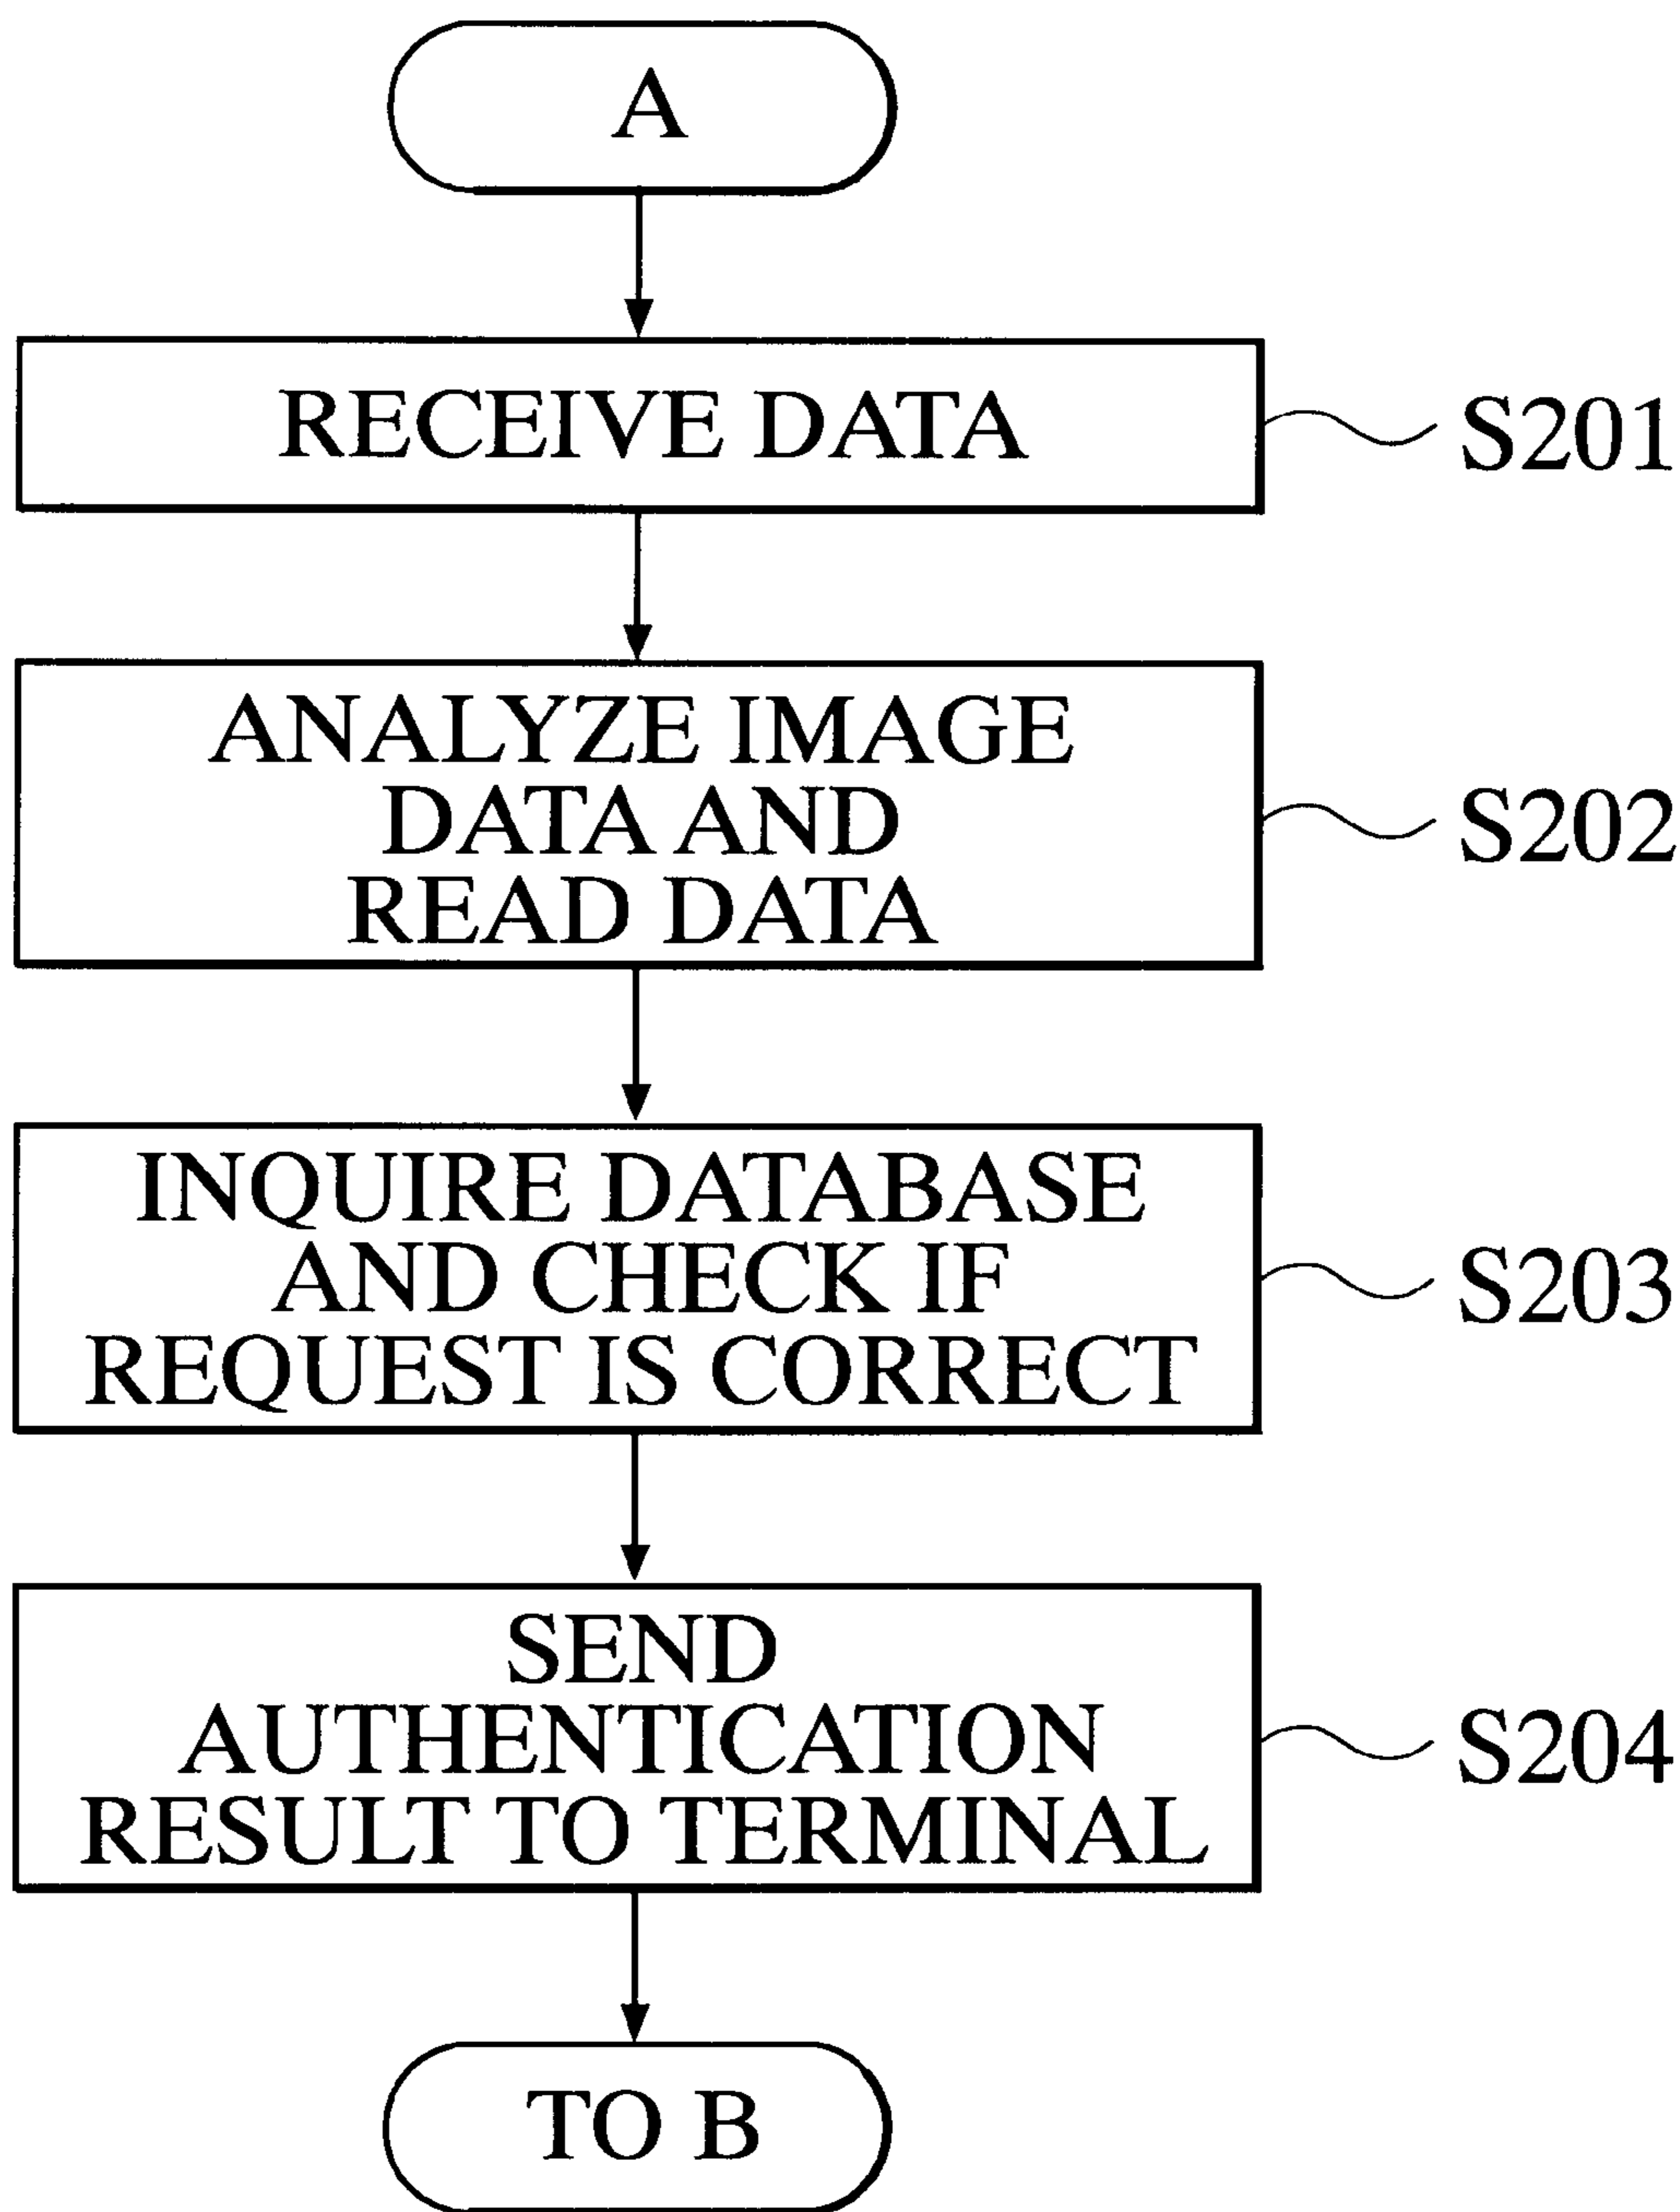 A
RECEIVE DATA
S201
ANALYZE IMAGE
DATA AND
READ DATA
S202
INQUIRE DATABASE
AND CHECK IF
REQUEST IS CORRECT
S203
SEND
AUTHENTICATION
RESULT TO TERMINAL
S204
TO B